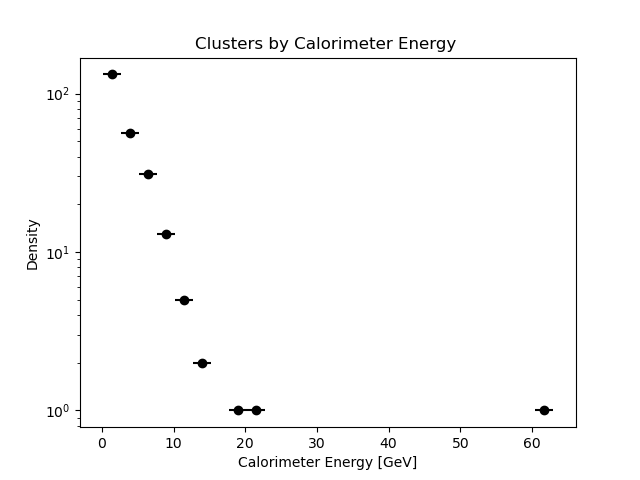 Clusters by Calorimeter Energy
10²
10¹
10⁰
Density
0 10 20 30 40 50 60
Calorimeter Energy [GeV]